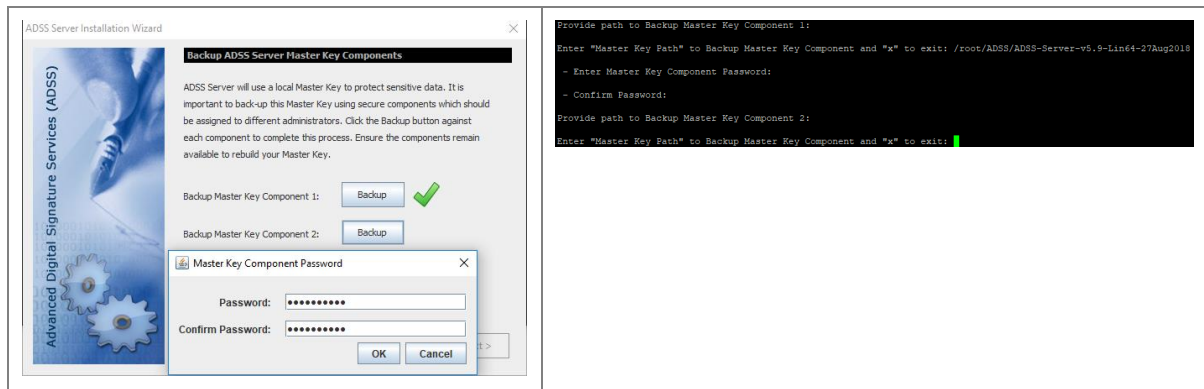 ADSS Server Installation Wizard
Advanced Digital Signature Services (ADSS)
Backup ADSS Server Master Key Components
ADSS Server will use a local Master Key to protect sensitive data. It is
important to back-up this Master Key using secure components which should
be assigned to different administrators. Click the Backup button against
each component to complete this process. Ensure the components remain
available to rebuild your Master Key.
Backup Master Key Component 1: Backup
Backup Master Key Component 2: Backup
Master Key Component Password
Password: ●●●●●●●●●●
Confirm Password: ●●●●●●●●●●
OK Cancel
t >
Provide path to Backup Master Key Component 1:
Enter "Master Key Path" to Backup Master Key Component and "x" to exit: /root/ADSS/ADSS-Server-v5.9-Lin64-27Aug2018
- Enter Master Key Component Password:
- Confirm Password:
Provide path to Backup Master Key Component 2:
Enter "Master Key Path" to Backup Master Key Component and "x" to exit: